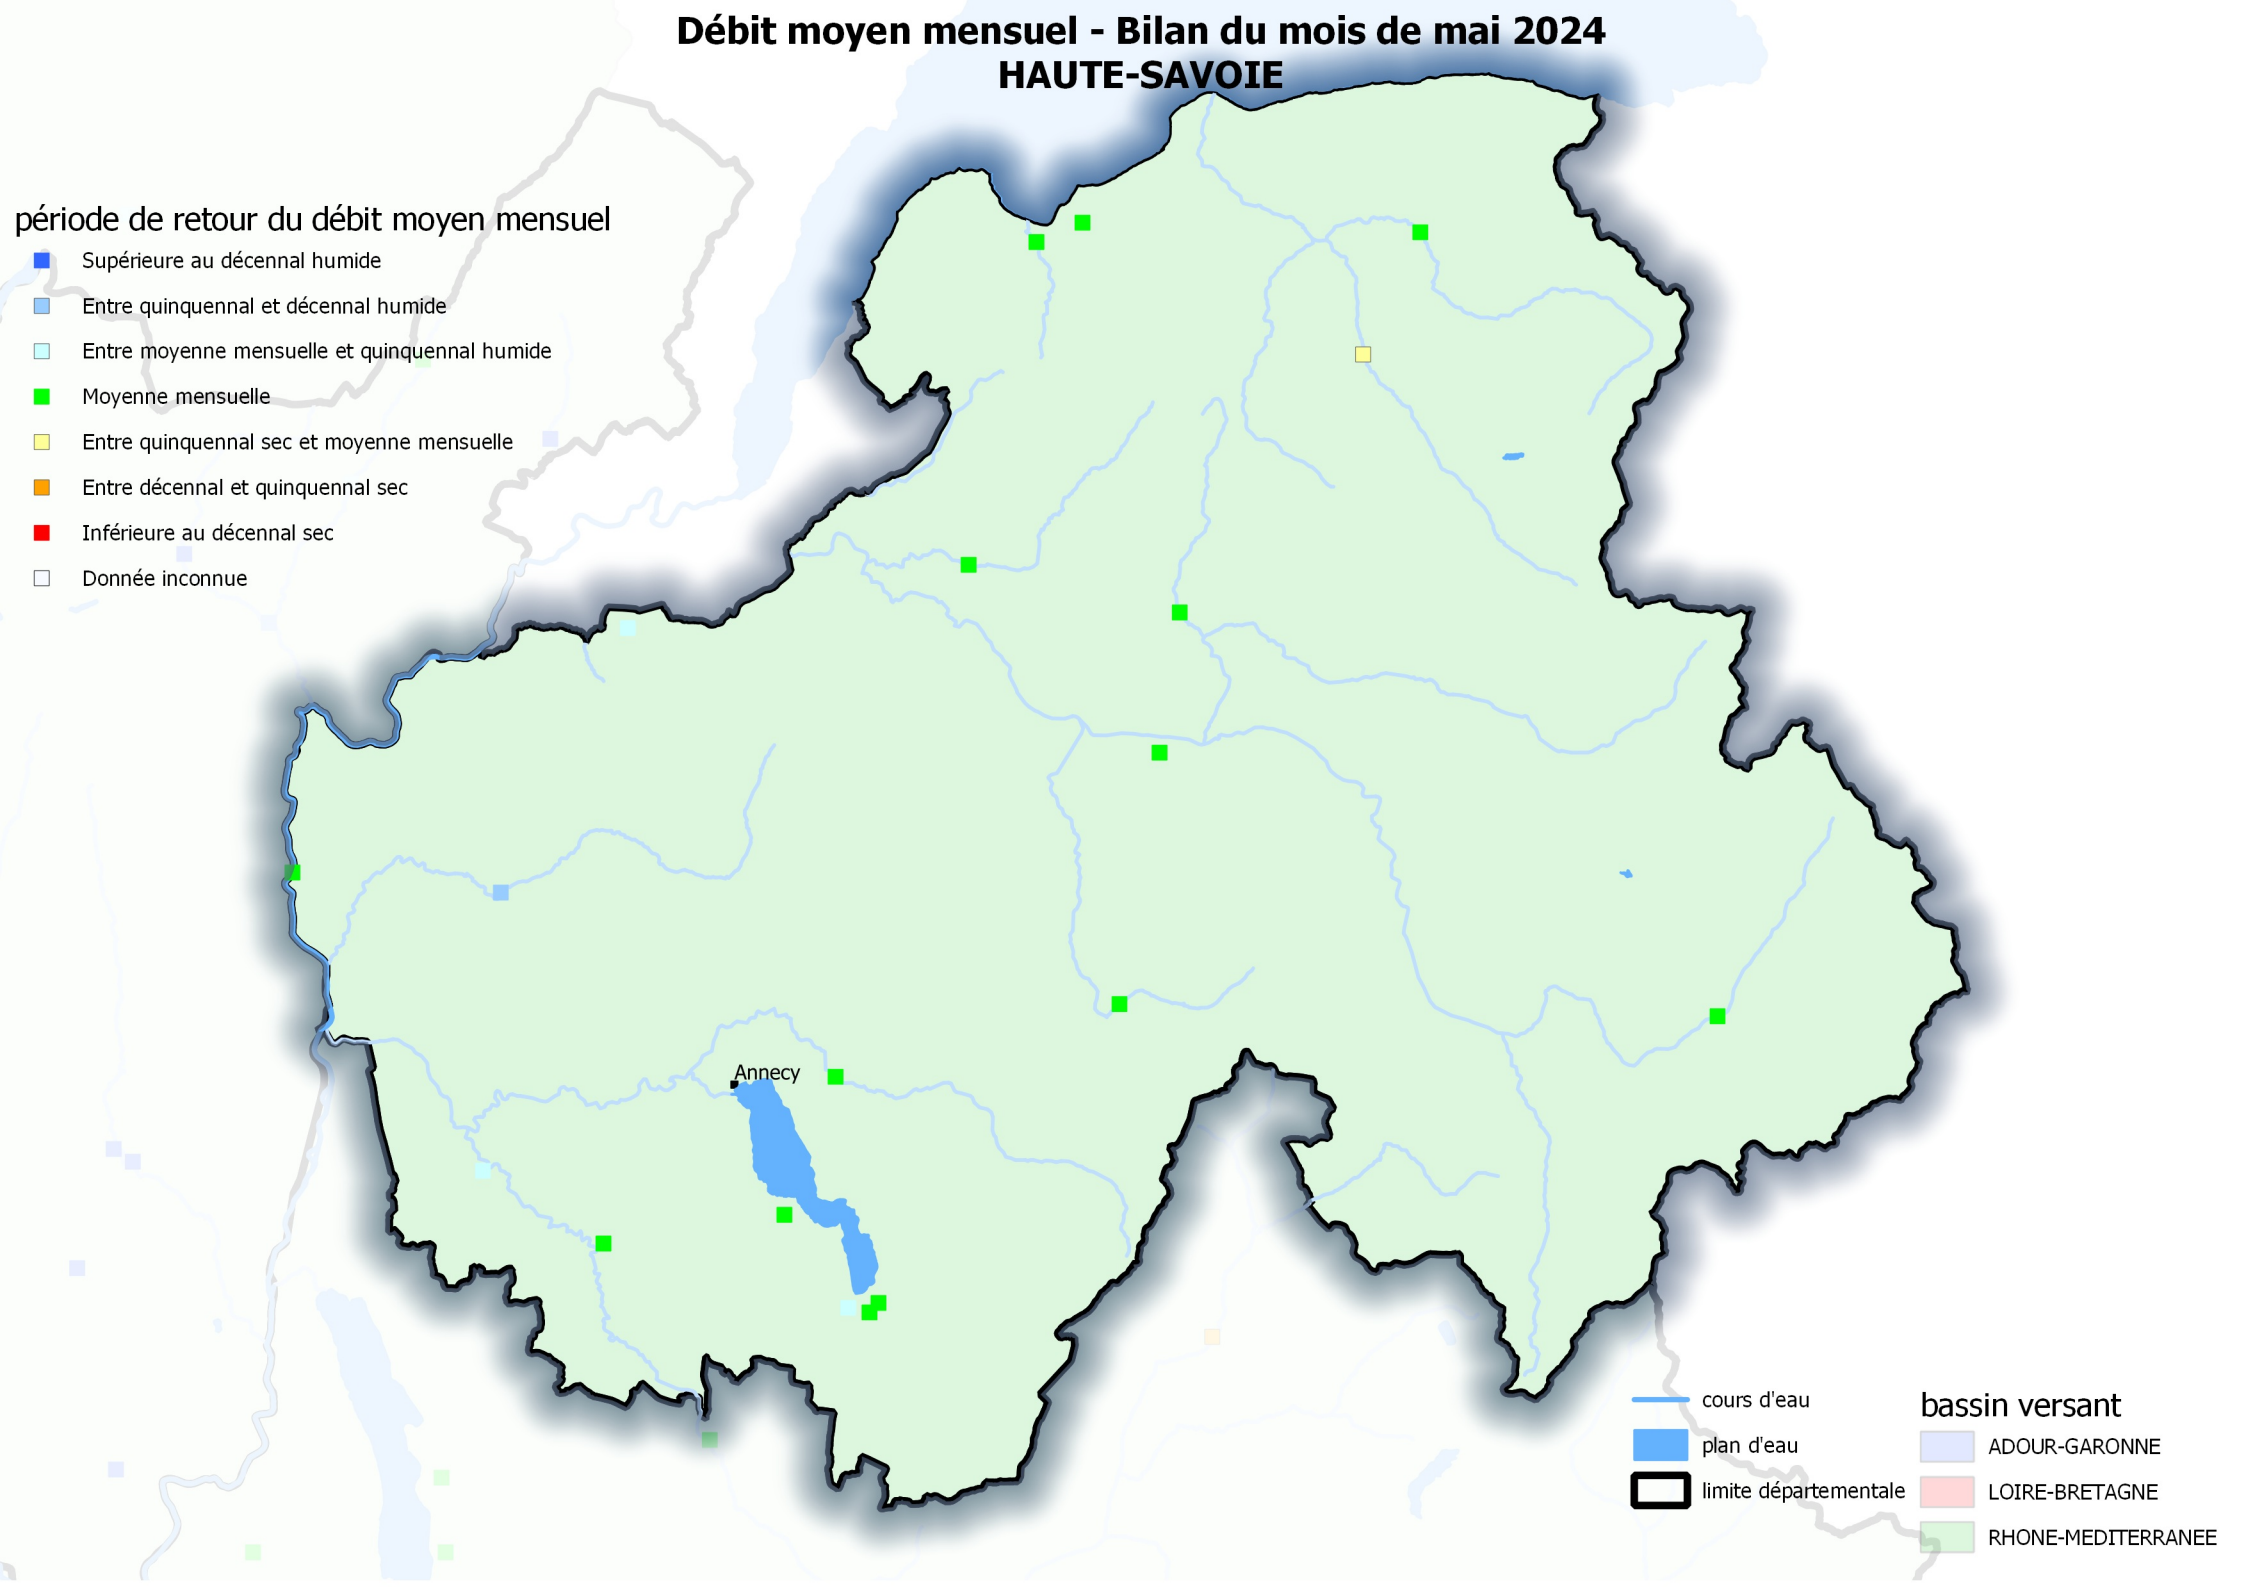 Débit moyen mensuel - Bilan du mois de mai 2024
HAUTE-SAVOIE
période de retour du débit moyen mensuel
Supérieure au décennal humide
Entre quinquennal et décennal humide
Entre moyenne mensuelle et quinquennal humide
Moyenne mensuelle
Entre quinquennal sec et moyenne mensuelle
Entre décennal et quinquennal sec
Inférieure au décennal sec
Donnée inconnue
Annecy
cours d'eau
plan d'eau
limite départementale
bassin versant
ADOUR-GARONNE
LOIRE-BRETAGNE
RHONE-MEDITERRANEE